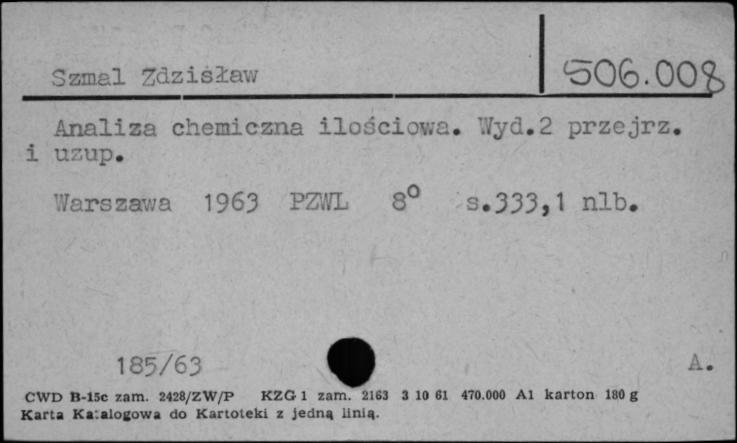 Szmal Zdzisław 506.008
Analiza chemiczna ilościowa. Wyd.2 przejrz.
i uzup.
Warszawa 1963 PZWL 8° s.333,1 nlb.
185/63 A.
CWD B-15c zam. 2428/ZW/P KZG 1 zam. 2163 3 10 61 470.000 A1 karton 180 g
Karta Katalogowa do Kartoteki z jedną linią.